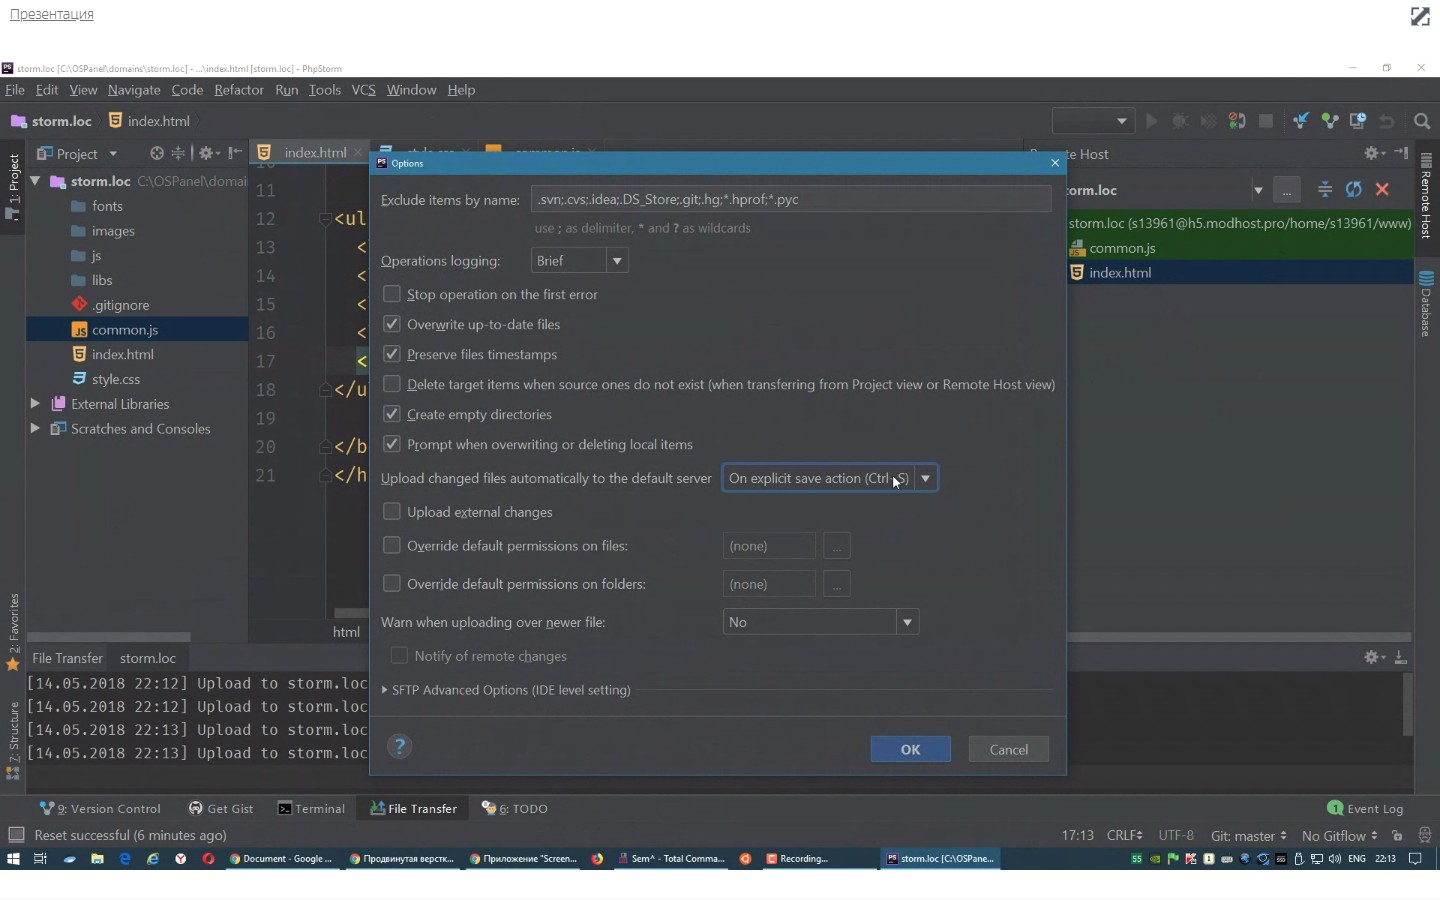 Презентация
storm.loc [C:\OSPanel\domains\storm.loc] - ...\index.html [storm.loc] - PhpStorm
File Edit View Navigate Code Refactor Run Tools VCS Window Help
storm.loc index.html
1: Project
Project
index.html
Remote Host
storm.loc C:\OSPanel\domai
fonts
images
js
libs
.gitignore
common.js
index.html
style.css
External Libraries
Scratches and Consoles
11
12 <ul
13 <
14 <
15 <
16 <
17 <
18 </u
19
20 </b
21 </h
html
Options
Exclude items by name: .svn;.cvs;.idea;.DS_Store;.git;.hg;*.hprof;*.pyc
use ; as delimiter, * and ? as wildcards
Operations logging: Brief
Stop operation on the first error
Overwrite up-to-date files
Preserve files timestamps
Delete target items when source ones do not exist (when transferring from Project view or Remote Host view)
Create empty directories
Prompt when overwriting or deleting local items
Upload changed files automatically to the default server On explicit save action (Ctrl+S)
Upload external changes
Override default permissions on files: (none) ...
Override default permissions on folders: (none) ...
Warn when uploading over newer file: No
Notify of remote changes
SFTP Advanced Options (IDE level setting)
? OK Cancel
te Host
orm.loc ...
storm.loc (s13961@h5.modhost.pro/home/s13961/www)
common.js
index.html
Database
2: Favorites
7: Structure
File Transfer storm.loc
[14.05.2018 22:12] Upload to storm.loc
[14.05.2018 22:12] Upload to storm.loc
[14.05.2018 22:13] Upload to storm.loc
[14.05.2018 22:13] Upload to storm.loc
9: Version Control Get Gist Terminal File Transfer 6: TODO 1 Event Log
Reset successful (6 minutes ago) 17:13 CRLF UTF-8 Git: master No Gitflow
Document - Google ... Продвинутая верстк... Приложение "Screen... Sem^ - Total Comma... Recording... storm.loc [C:\OSPane... 55 ENG 22:13